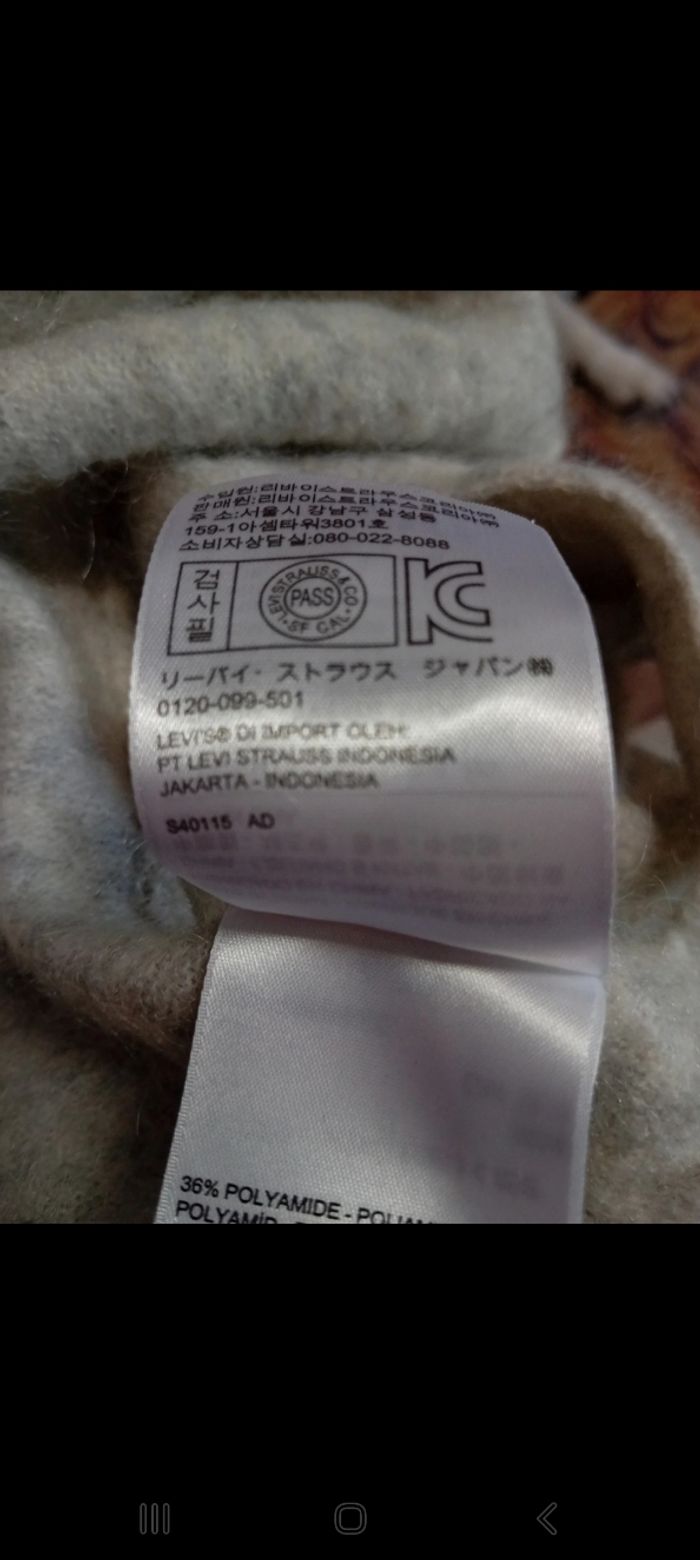 수입원:리바이스트라우스코리아㈜
판매원:리바이스트라우스코리아㈜
주 소:서울시 강남구 삼성동
159-1아셈타워3801호
소비자상담실:080-022-8088
검사필
LEVI STRAUSS & CO
PASS
SF CAL
KC
リーバイ・ストラウス ジャパン㈱
0120-099-501
LEVI'S® DI IMPORT OLEH:
PT LEVI STRAUSS INDONESIA
JAKARTA - INDONESIA
S40115 AD
36% POLYAMIDE -